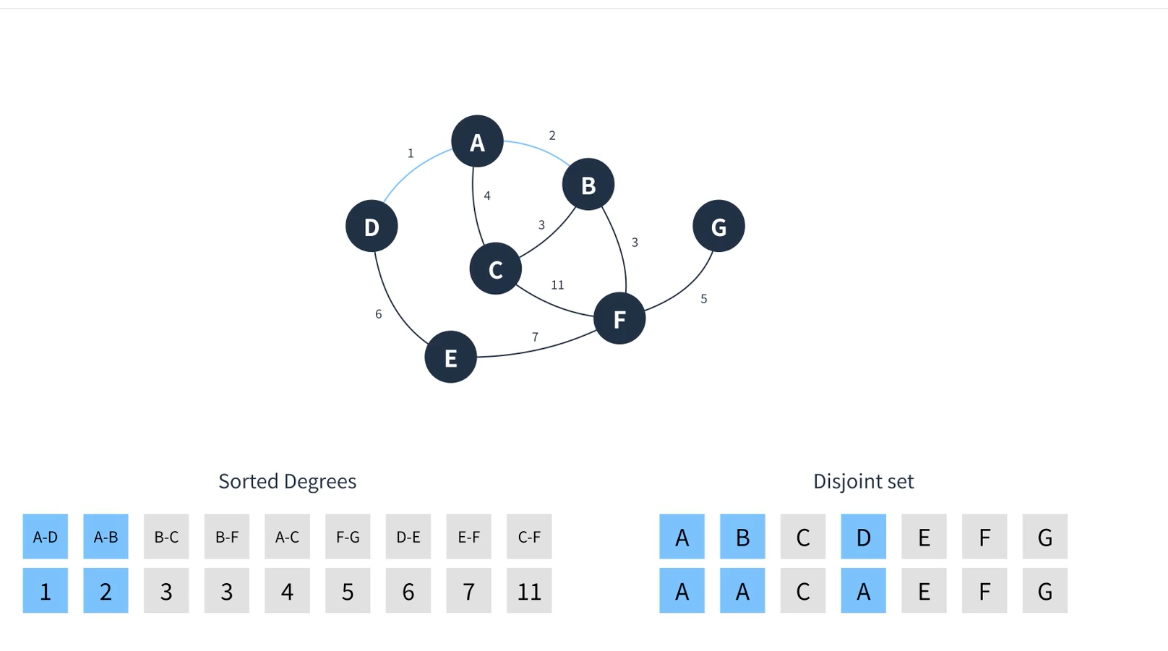 A
2
1
B
4
D
3
G
3
C
11
5
6
F
7
E
Sorted Degrees
Disjoint set
A-D A-B B-C B-F A-C F-G D-E E-F C-F
A B C D E F G
1 2 3 3 4 5 6 7 11
A A C A E F G